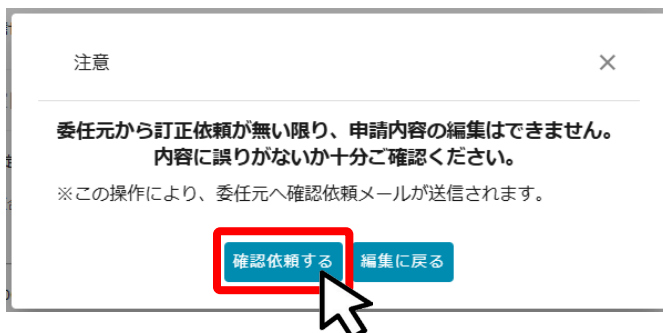 注意
委任元から訂正依頼が無い限り、申請内容の編集はできません。
内容に誤りがないか十分ご確認ください。
※この操作により、委任元へ確認依頼メールが送信されます。
確認依頼する 編集に戻る